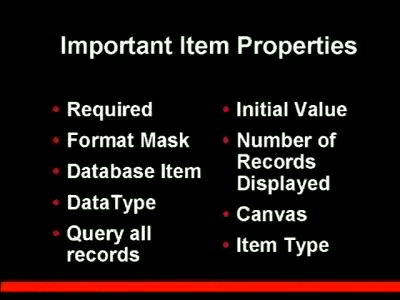 Important Item Properties
• Required
• Format Mask
• Database Item
• DataType
• Query all
records
• Initial Value
• Number of
Records
Displayed
• Canvas
• Item Type